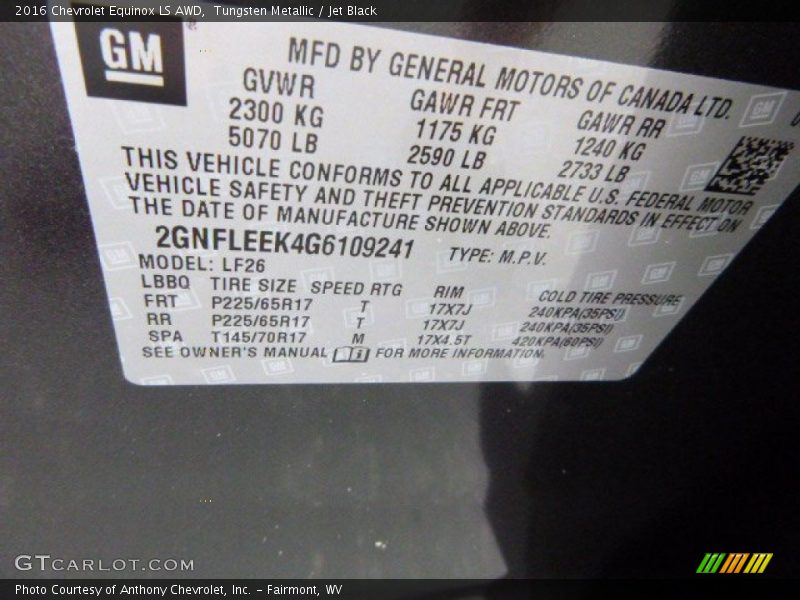 2016 Chevrolet Equinox LS AWD, Tungsten Metallic / Jet Black
GM
MFD BY GENERAL MOTORS OF CANADA LTD.
GVWR GAWR FRT GAWR RR
2300 KG 1175 KG 1240 KG
5070 LB 2590 LB 2733 LB
THIS VEHICLE CONFORMS TO ALL APPLICABLE U.S. FEDERAL MOTOR
VEHICLE SAFETY AND THEFT PREVENTION STANDARDS IN EFFECT ON
THE DATE OF MANUFACTURE SHOWN ABOVE.
2GNFLEEK4G6109241 TYPE: M.P.V.
MODEL: LF26
LBBQ TIRE SIZE SPEED RTG RIM COLD TIRE PRESSURE
FRT P225/65R17 T 17X7J 240KPA(35PSI)
RR P225/65R17 T 17X7J 240KPA(35PSI)
SPA T145/70R17 M 17X4.5T 420KPA(60PSI)
SEE OWNER'S MANUAL FOR MORE INFORMATION.
GTCARLOT.COM
Photo Courtesy of Anthony Chevrolet, Inc. – Fairmont, WV